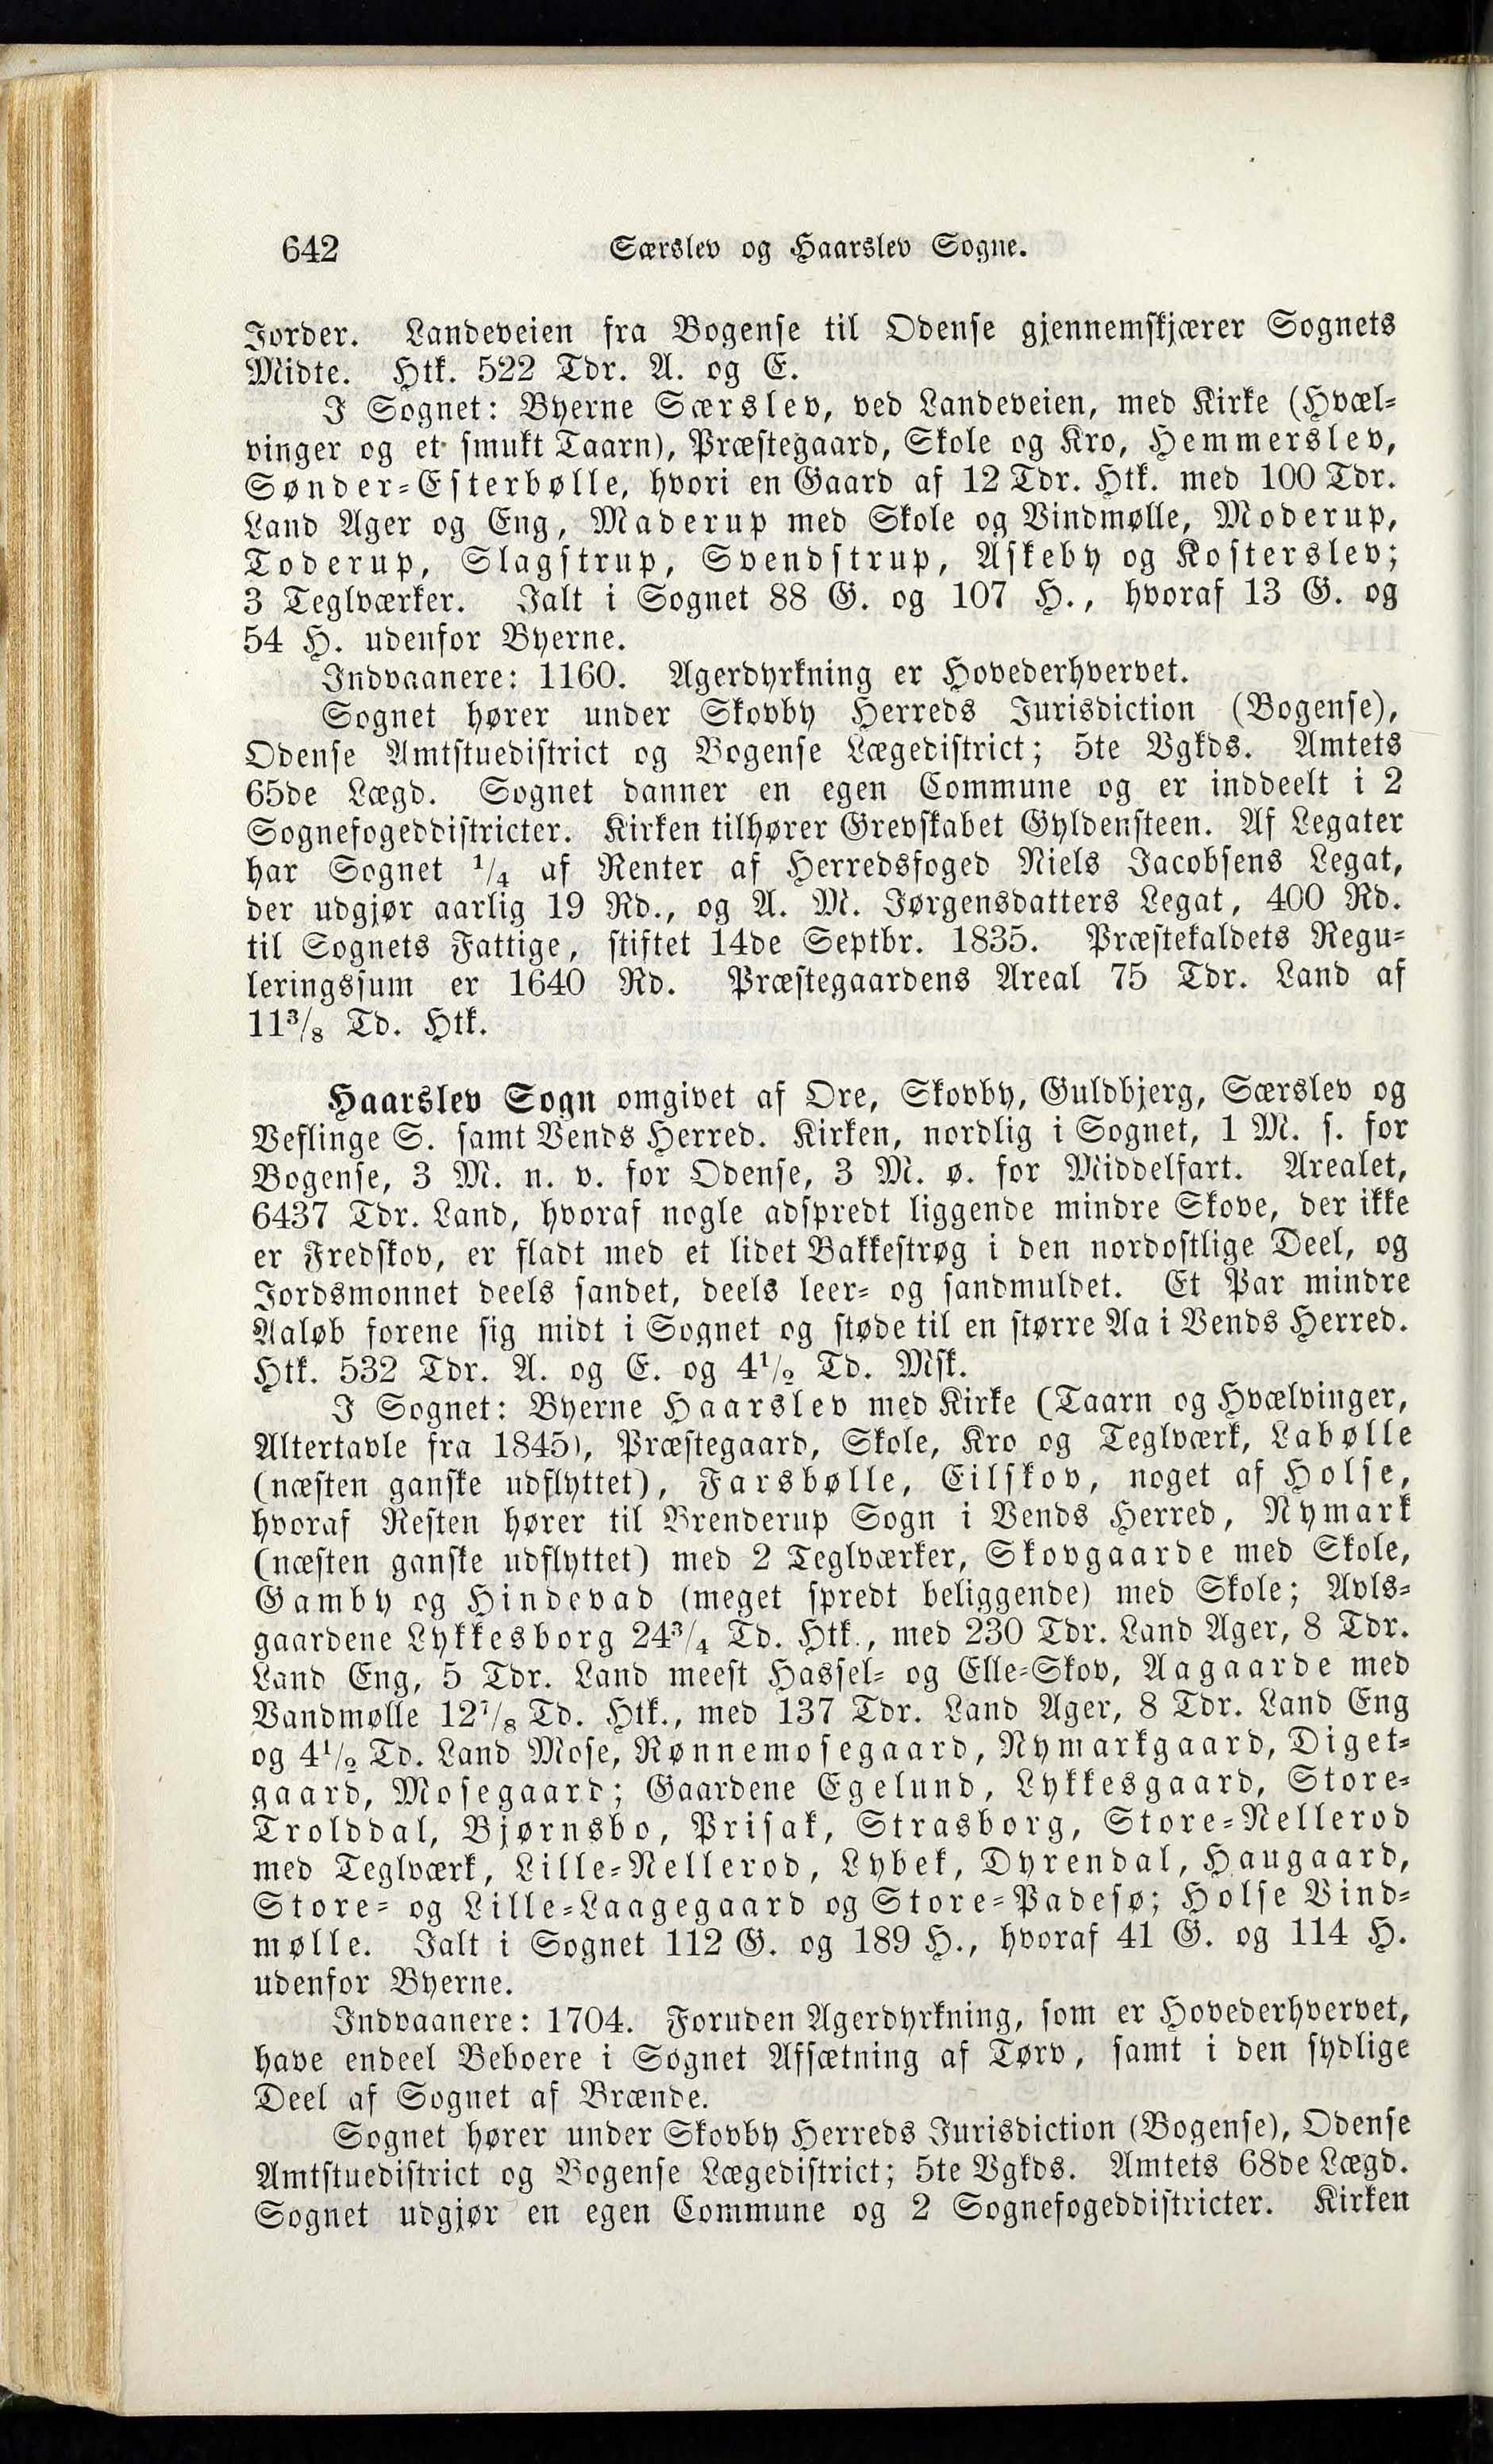 642 Særslev og Haarslev Sogne.
Jorder. Landeveien fra Bogense til Odense gjennemskjærer Sognets
Midte. Htk. 522 Tdr. A. og E.
I Sognet: Byerne Særslev, ved Landeveien, med Kirke (Hvæl-
vinger og et smukt Taarn), Præstegaard, Skole og Kro, Hemmerslev,
Sønder-Esterbølle, hvori en Gaard af 12 Tdr. Htk. med 100 Tdr.
Land Ager og Eng, Maderup med Skole og Vindmølle, Moderup,
Toderup, Slagstrup, Svendstrup, Askeby og Kosterslev;
3 Teglværker. Ialt i Sognet 88 G. og 107 H., hvoraf 13 G. og
54 H. udenfor Byerne.
Indvaanere: 1160. Agerdyrkning er Hovederhvervet.
Sognet hører under Skovby Herreds Jurisdiction (Bogense),
Odense Amtstuedistrict og Bogense Lægedistrict; 5te Vgkds. Amtets
65de Lægd. Sognet danner en egen Commune og er inddeelt i 2
Sognefogeddistricter. Kirken tilhører Grevskabet Gyldensteen. Af Legater
har Sognet 1/4 af Renter af Herredsfoged Niels Jacobsens Legat,
der udgjør aarlig 19 Rd., og A. M. Jørgensdatters Legat, 400 Rd.
til Sognets Fattige, stiftet 14de Septbr. 1835. Præstekaldets Regu-
leringssum er 1640 Rd. Præstegaardens Areal 75 Tdr. Land af
11 3/8 Td. Htk.
Haarslev Sogn omgivet af Ore, Skovby, Guldbjerg, Særslev og
Veflinge S. samt Vends Herred. Kirken, nordlig i Sognet, 1 M. s. for
Bogense, 3 M. n. v. for Odense, 3 M. ø. for Middelfart. Arealet,
6437 Tdr. Land, hvoraf nogle adspredt liggende mindre Skove, der ikke
er Fredskov, er fladt med et lidet Bakkestrøg i den nordostlige Deel, og
Jordsmonnet deels sandet, deels leer- og sandmuldet. Et Par mindre
Aaløb forene sig midt i Sognet og støde til en større Aa i Vends Herred.
Htk. 532 Tdr. A. og E. og 4 1/2 Td. Msk.
I Sognet: Byerne Haarslev med Kirke (Taarn og Hvælvinger,
Altertavle fra 1845), Præstegaard, Skole, Kro og Teglværk, Labølle
(næsten ganske udflyttet), Farsbølle, Eilskov, noget af Holse,
hvoraf Resten hører til Brenderup Sogn i Vends Herred, Nymark
(næsten ganske udflyttet) med 2 Teglværker, Skovgaarde med Skole,
Gamby og Hindevad (meget spredt beliggende) med Skole; Avls-
gaardene Lykkesborg 24 3/4 Td. Htk., med 230 Tdr. Land Ager, 8 Tdr.
Land Eng, 5 Tdr. Land meest Hassel- og Elle-Skov, Aagaarde med
Vandmølle 12 7/8 Td. Htk., med 137 Tdr. Land Ager, 8 Tdr. Land Eng
og 4 1/2 Td. Land Mose, Rønnemosegaard, Nymarkgaard, Diget-
gaard, Mosegaard; Gaardene Egelund, Lykkesgaard, Store-
Trolddal, Bjørnsbo, Prisak, Strasborg, Store-Nellerod
med Teglværk, Lille-Nellerod, Lybek, Dyrendal, Haugaard,
Store- og Lille-Laagegaard og Store-Padesø; Holse Vind-
mølle. Ialt i Sognet 112 G. og 189 H., hvoraf 41 G. og 114 H.
udenfor Byerne.
Indvaanere: 1704. Foruden Agerdyrkning, som er Hovederhvervet,
have endeel Beboere i Sognet Afsætning af Tørv, samt i den sydlige
Deel af Sognet af Brænde.
Sognet hører under Skovby Herreds Jurisdiction (Bogense), Odense
Amtstuedistrict og Bogense Lægedistrict; 5te Vgkds. Amtets 68de Lægd.
Sognet udgjør en egen Commune og 2 Sognefogeddistricter. Kirken